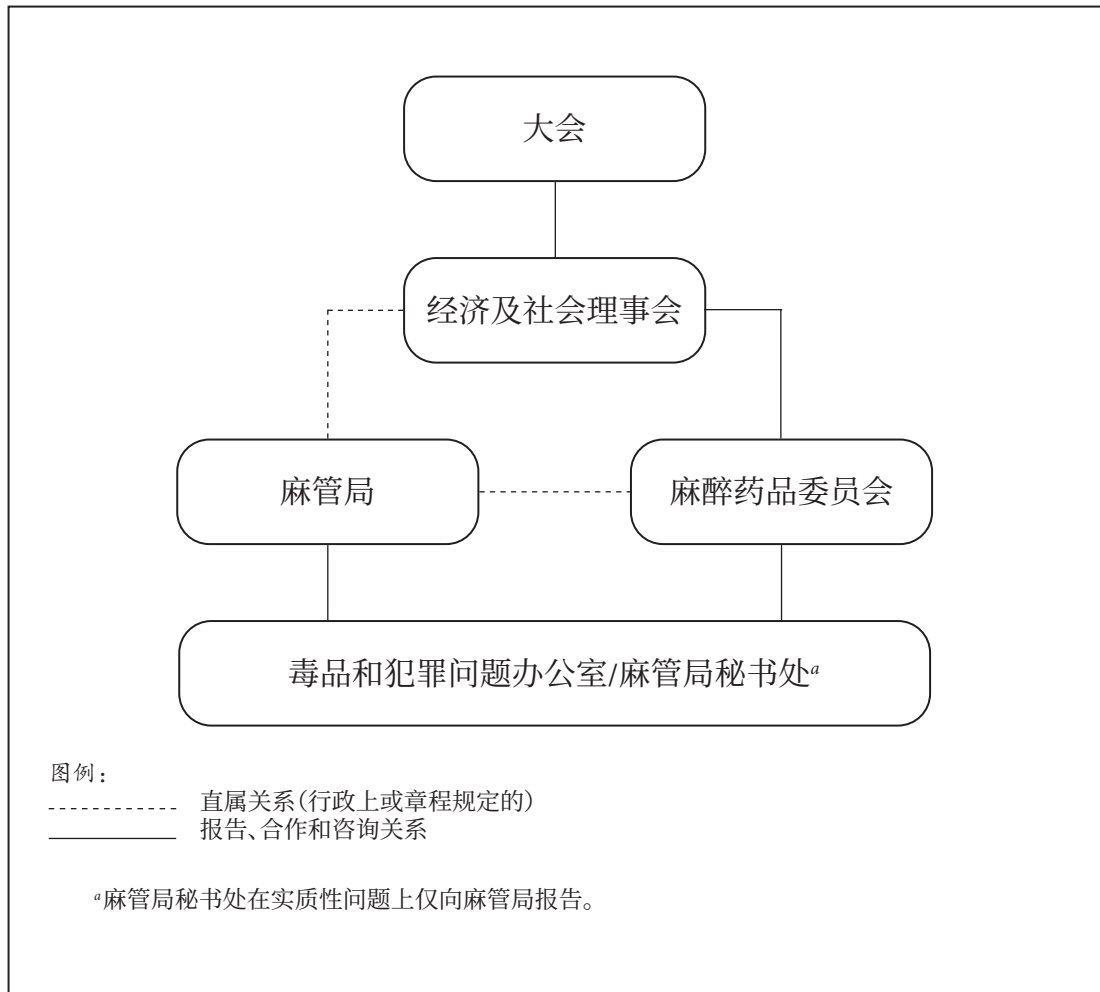 大会
经济及社会理事会
麻管局
麻醉药品委员会
毒品和犯罪问题办公室/麻管局秘书处a
图例：
直属关系（行政上或章程规定的）
报告、合作和咨询关系
a麻管局秘书处在实质性问题上仅向麻管局报告。